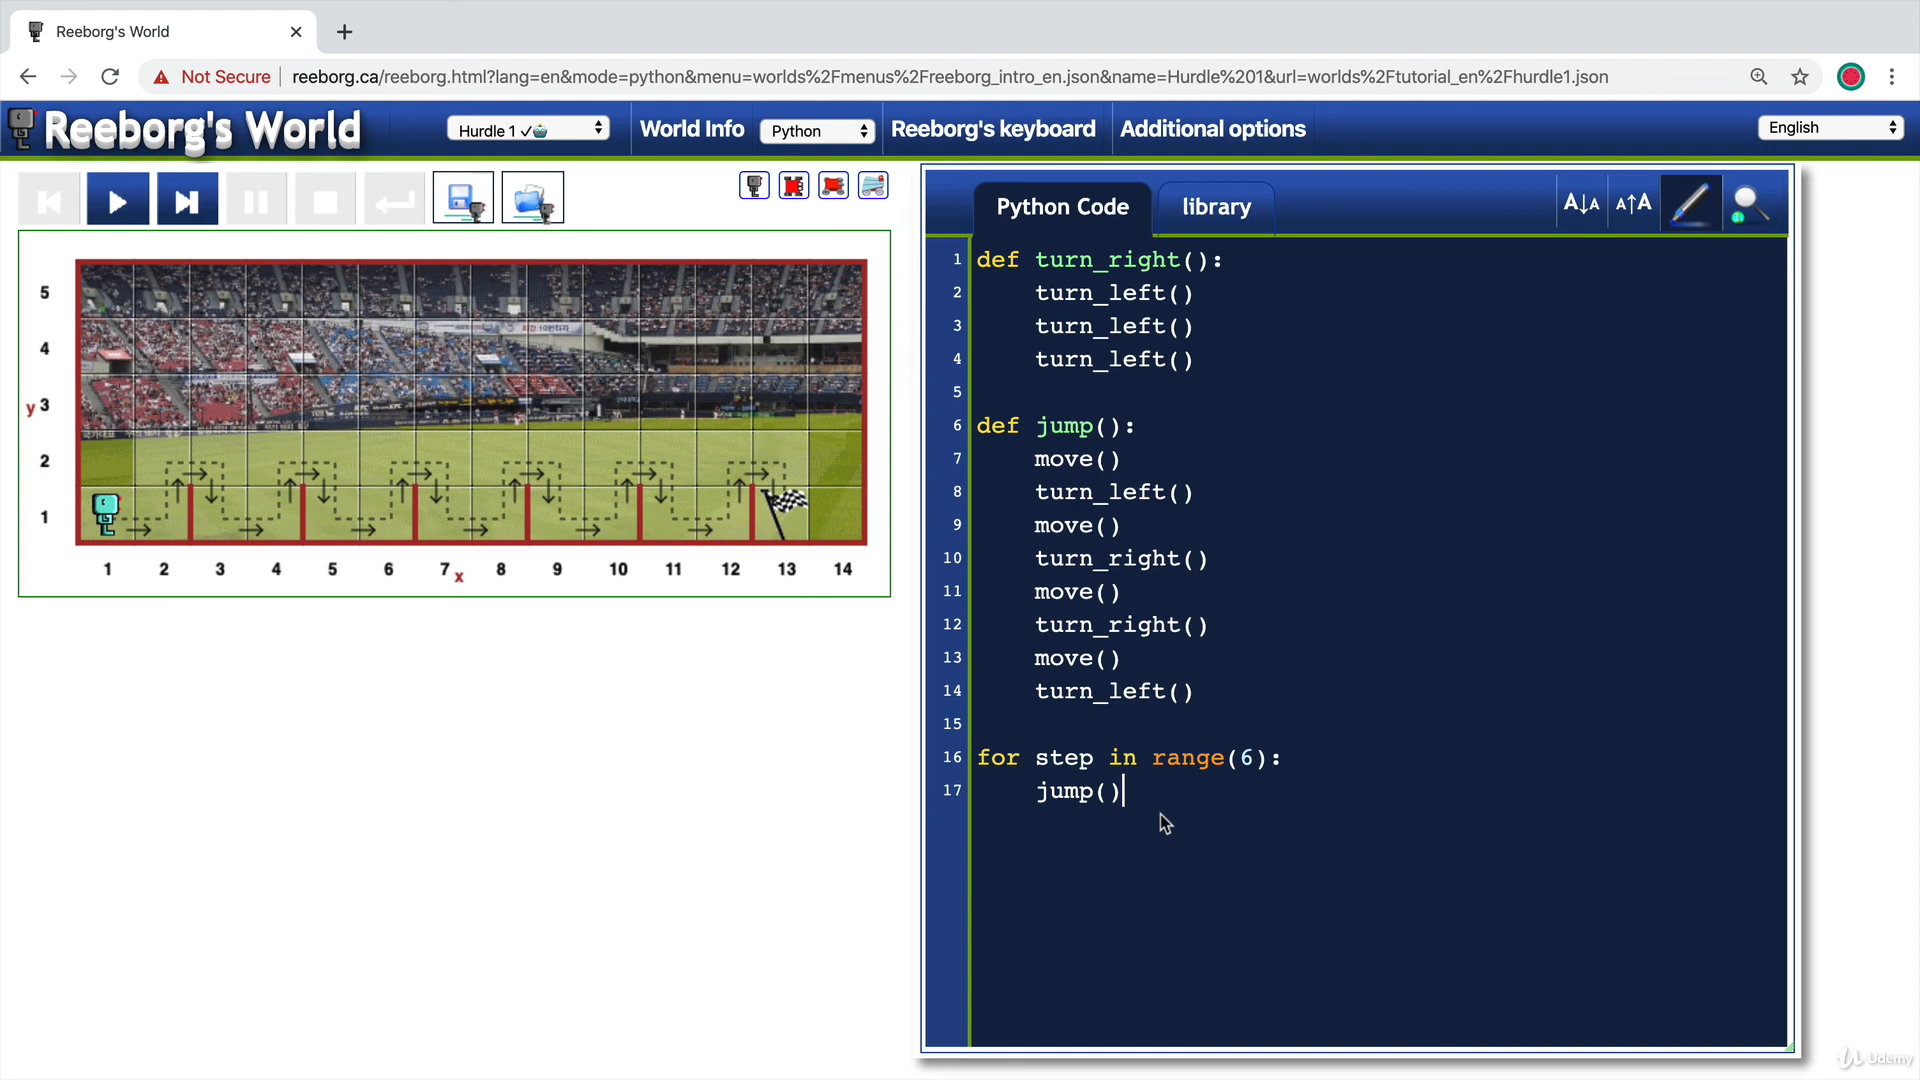 Reeborg's World
Not Secure
reeborg.ca/reeborg.html?lang=en&mode=python&menu=worlds%2Fmenus%2Freeborg_intro_en.json&name=Hurdle%201&url=worlds%2Ftutorial_en%2Fhurdle1.json
Reeborg's World
Hurdle 1
World Info
Python
Reeborg's keyboard
Additional options
English
Python Code
library
A↓A
A↑A
5
4
y 3
2
1
1 2 3 4 5 6 7 x 8 9 10 11 12 13 14
1 def turn_right():
2 turn_left()
3 turn_left()
4 turn_left()
5
6 def jump():
7 move()
8 turn_left()
9 move()
10 turn_right()
11 move()
12 turn_right()
13 move()
14 turn_left()
15
16 for step in range(6):
17 jump()
Udemy